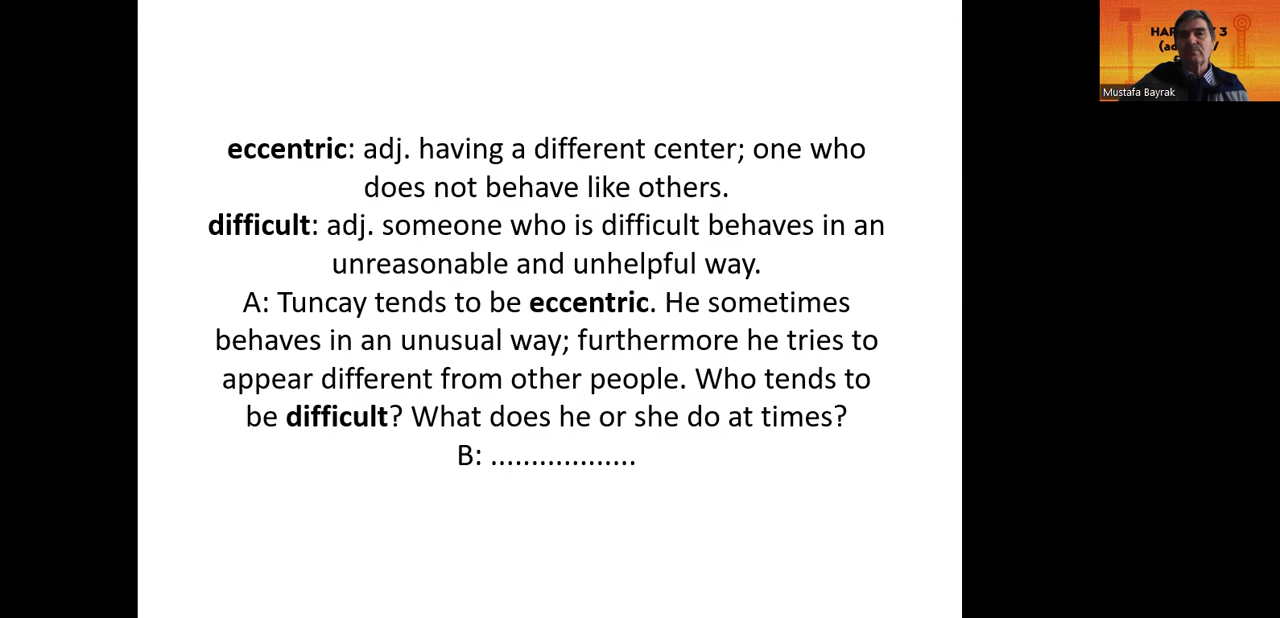 eccentric: adj. having a different center; one who
does not behave like others.
difficult: adj. someone who is difficult behaves in an
unreasonable and unhelpful way.
A: Tuncay tends to be eccentric. He sometimes
behaves in an unusual way; furthermore he tries to
appear different from other people. Who tends to
be difficult? What does he or she do at times?
B: ..................
3
Mustafa Bayrak